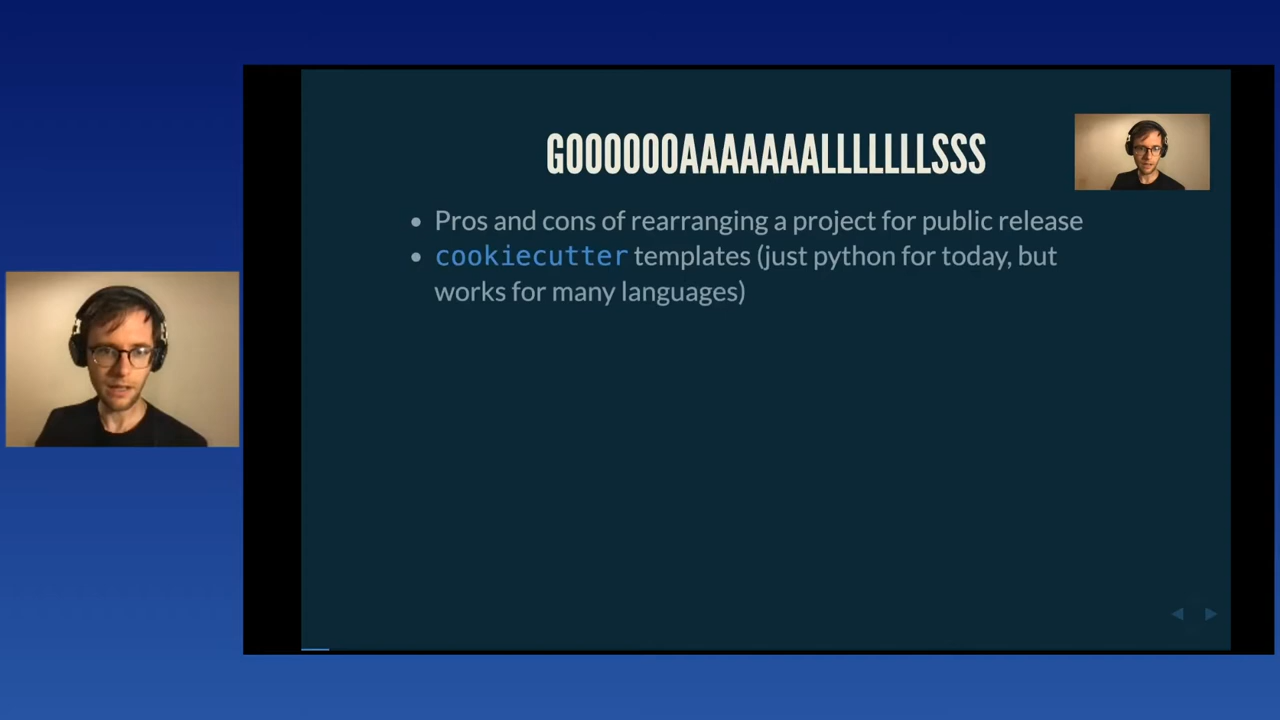 GOOOOOOAAAAAAALLLLLLLSSS
Pros and cons of rearranging a project for public release
cookiecutter templates (just python for today, but
works for many languages)